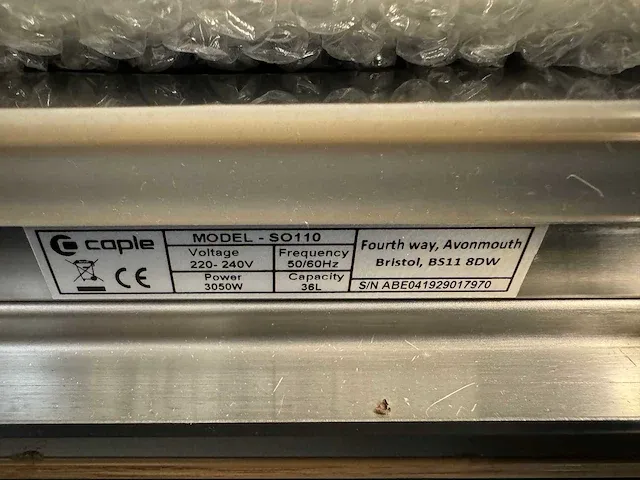 caple
CE
MODEL - SO110
Voltage
220- 240V
Frequency
50/60Hz
Power
3050W
Capacity
36L
Fourth way, Avonmouth
Bristol, BS11 8DW
S/N ABE041929017970